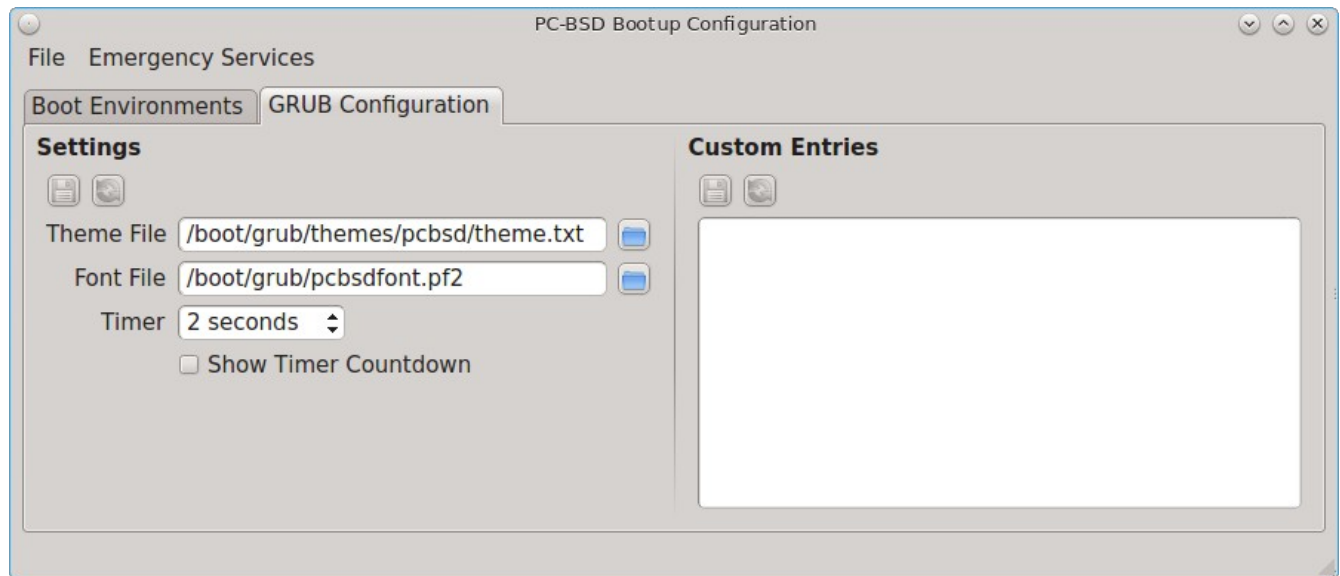 PC-BSD Bootup Configuration
File Emergency Services
Boot Environments GRUB Configuration
Settings
Theme File /boot/grub/themes/pcbsd/theme.txt
Font File /boot/grub/pcbsdfont.pf2
Timer 2 seconds
Show Timer Countdown
Custom Entries